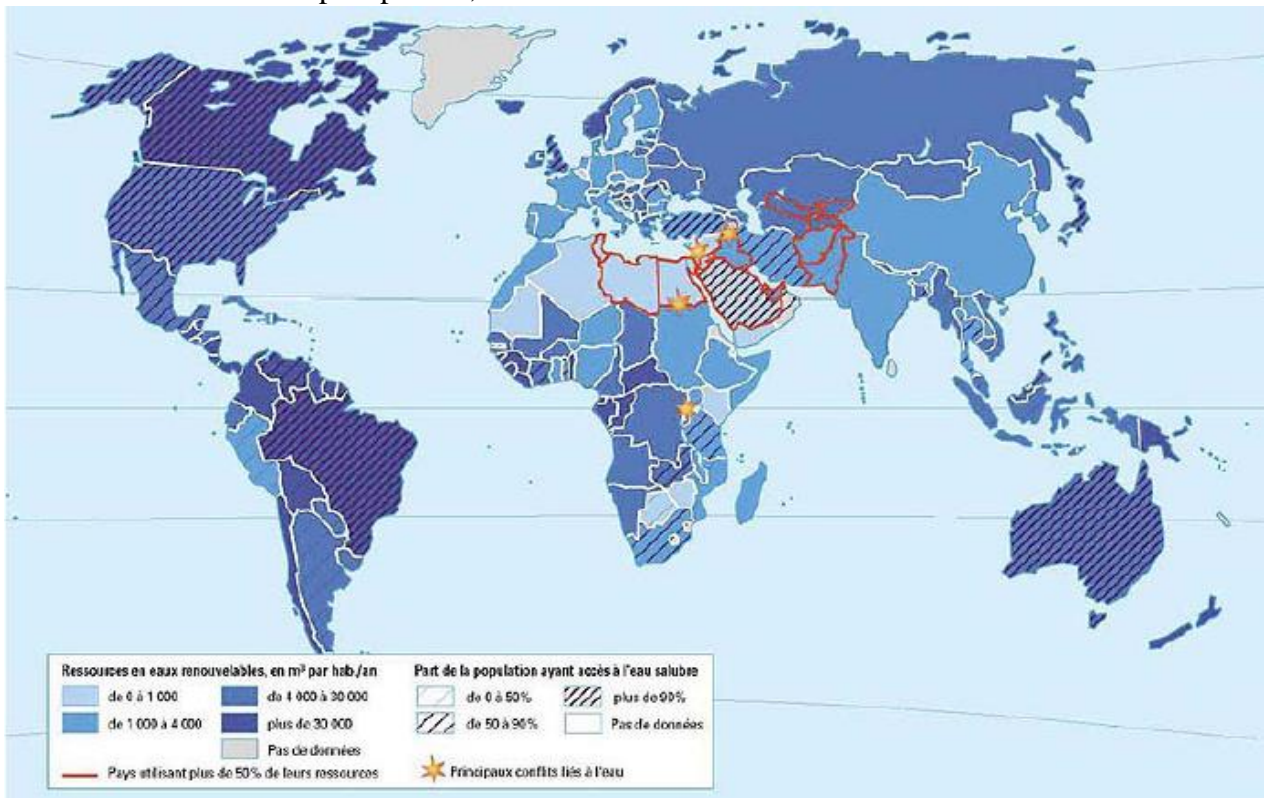 Ressources en eaux renouvelables, en m³ par hab./an
de 0 à 1 000
de 1 000 à 4 000
de 4 000 à 30 000
plus de 30 000
Pas de données
Pays utilisant plus de 50% de leurs ressources
Part de la population ayant accès à l'eau salubre
de 0 à 50%
de 50 à 90%
plus de 90%
Pas de données
Principaux conflits liés à l'eau